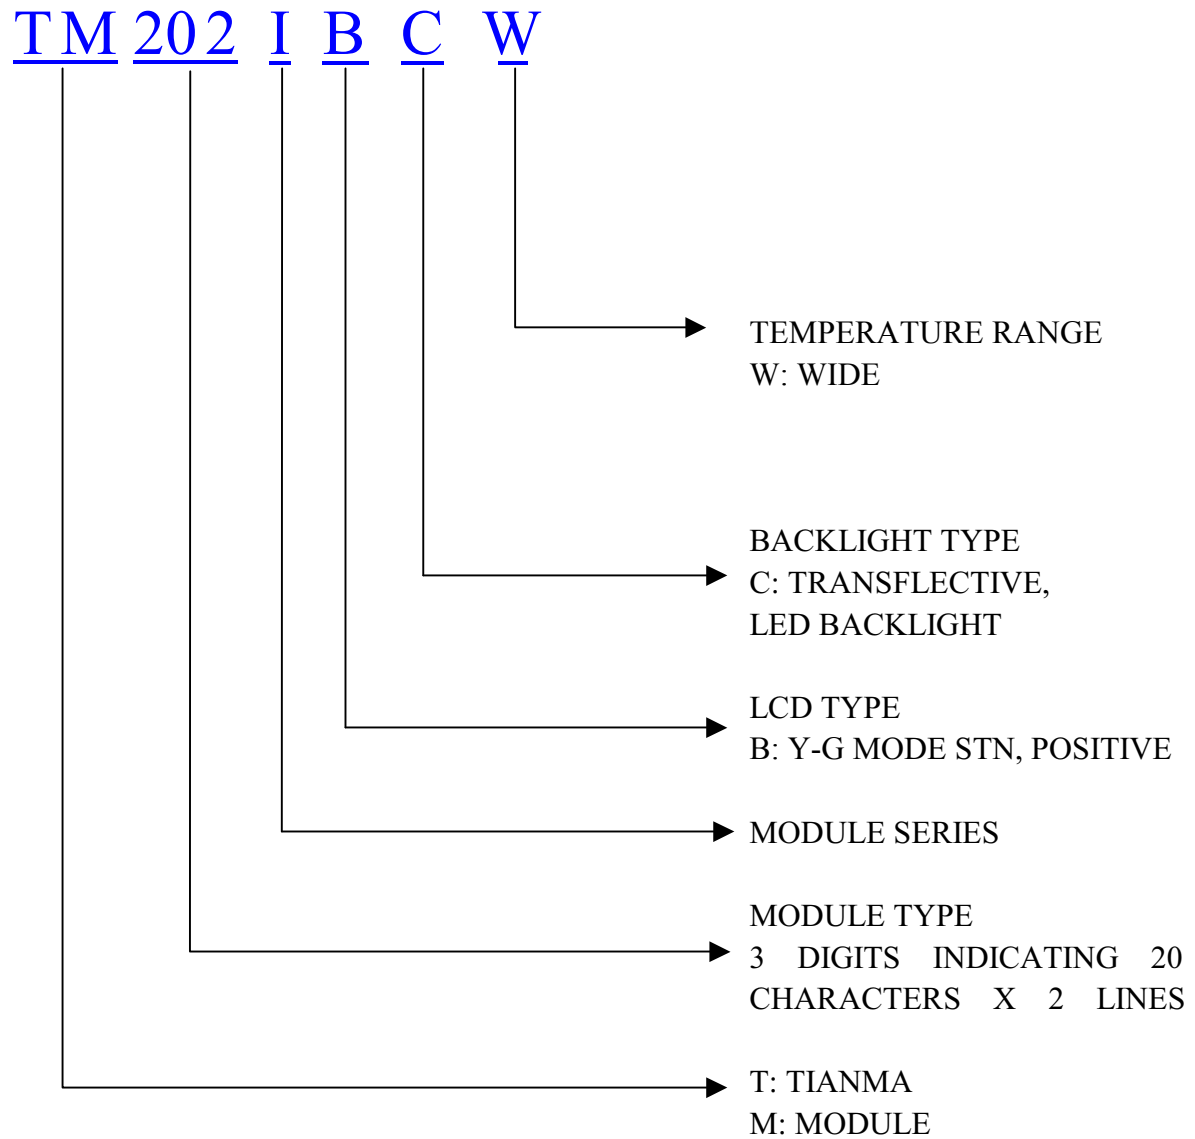 TM 202 I B C W
TEMPERATURE RANGE
W: WIDE
BACKLIGHT TYPE
C: TRANSFLECTIVE,
LED BACKLIGHT
LCD TYPE
B: Y-G MODE STN, POSITIVE
MODULE SERIES
MODULE TYPE
3 DIGITS INDICATING 20
CHARACTERS X 2 LINES
T: TIANMA
M: MODULE